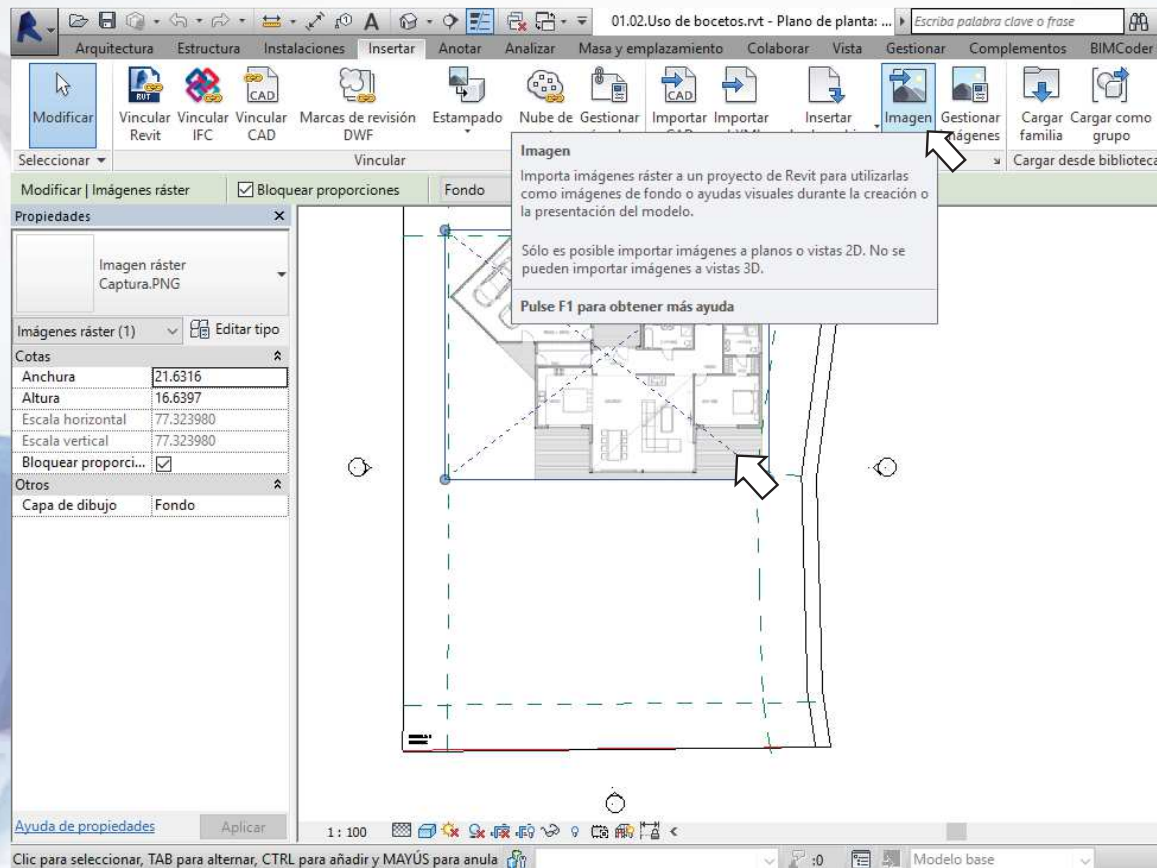 A
01.02.Uso de bocetos.rvt - Plano de planta: ...
Escriba palabra clave o frase
Arquitectura Estructura Instalaciones Insertar Anotar Analizar Masa y emplazamiento Colaborar Vista Gestionar Complementos BIMCoder
Modificar
Vincular Revit
Vincular IFC
Vincular CAD
Marcas de revisión DWF
Estampado
Nube de
Gestionar
Importar
Importar
Insertar
Imagen
Gestionar
Cargar familia
Cargar como grupo
RVT
CAD
CAD
Seleccionar
Vincular
Cargar desde biblioteca
Modificar | Imágenes ráster
Bloquear proporciones
Fondo
Imagen
Importa imágenes ráster a un proyecto de Revit para utilizarlas
como imágenes de fondo o ayudas visuales durante la creación o
la presentación del modelo.
Sólo es posible importar imágenes a planos o vistas 2D. No se
pueden importar imágenes a vistas 3D.
Pulse F1 para obtener más ayuda
Propiedades
Imagen ráster
Captura.PNG
Imágenes ráster (1)
Editar tipo
Cotas
Anchura 21.6316
Altura 16.6397
Escala horizontal 77.323980
Escala vertical 77.323980
Bloquear proporci...
Otros
Capa de dibujo Fondo
Ayuda de propiedades
Aplicar
1 : 100
Clic para seleccionar, TAB para alternar, CTRL para añadir y MAYÚS para anula
:0
Modelo base